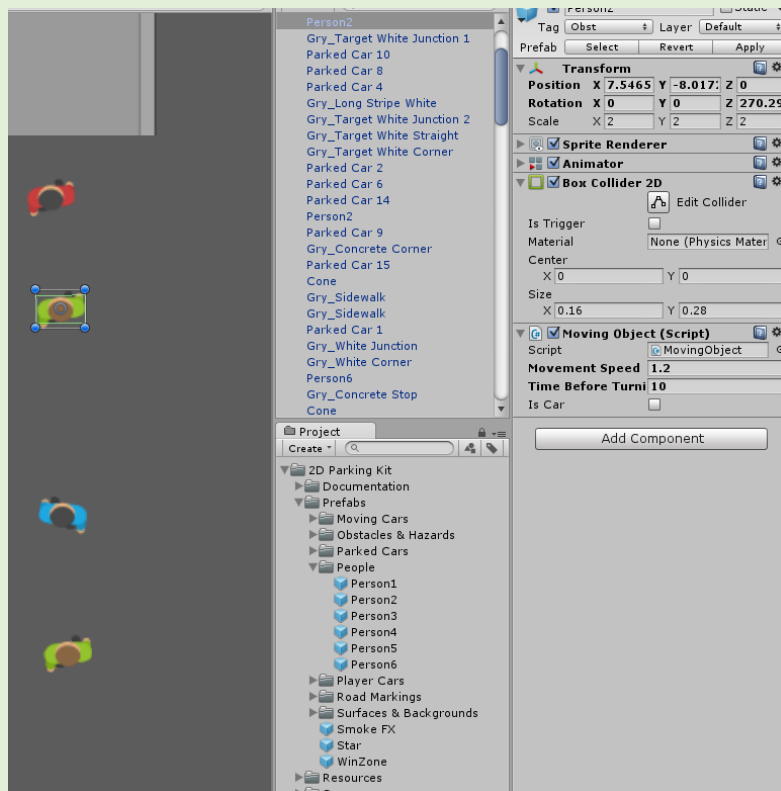 Person2
Gry_Target White Junction 1
Parked Car 10
Parked Car 8
Parked Car 4
Gry_Long Stripe White
Gry_Target White Junction 2
Gry_Target White Straight
Gry_Target White Corner
Parked Car 2
Parked Car 6
Parked Car 14
Person2
Parked Car 9
Gry_Concrete Corner
Parked Car 15
Cone
Gry_Sidewalk
Gry_Sidewalk
Parked Car 1
Gry_White Junction
Gry_White Corner
Person6
Gry_Concrete Stop
Cone
Project
Create
2D Parking Kit
Documentation
Prefabs
Moving Cars
Obstacles & Hazards
Parked Cars
People
Person1
Person2
Person3
Person4
Person5
Person6
Player Cars
Road Markings
Surfaces & Backgrounds
Smoke FX
Star
WinZone
Resources
Person2 Static
Tag Obst Layer Default
Prefab Select Revert Apply
Transform
Position X 7.5465 Y -8.017 Z 0
Rotation X 0 Y 0 Z 270.29
Scale X 2 Y 2 Z 2
Sprite Renderer
Animator
Box Collider 2D
Edit Collider
Is Trigger
Material None (Physics Mater
Center
X 0 Y 0
Size
X 0.16 Y 0.28
Moving Object (Script)
Script MovingObject
Movement Speed 1.2
Time Before Turni 10
Is Car
Add Component